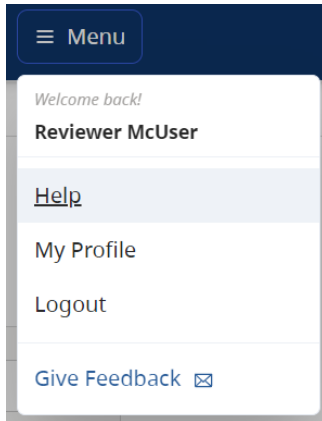 Menu
Welcome back!
Reviewer McUser
Help
My Profile
Logout
Give Feedback